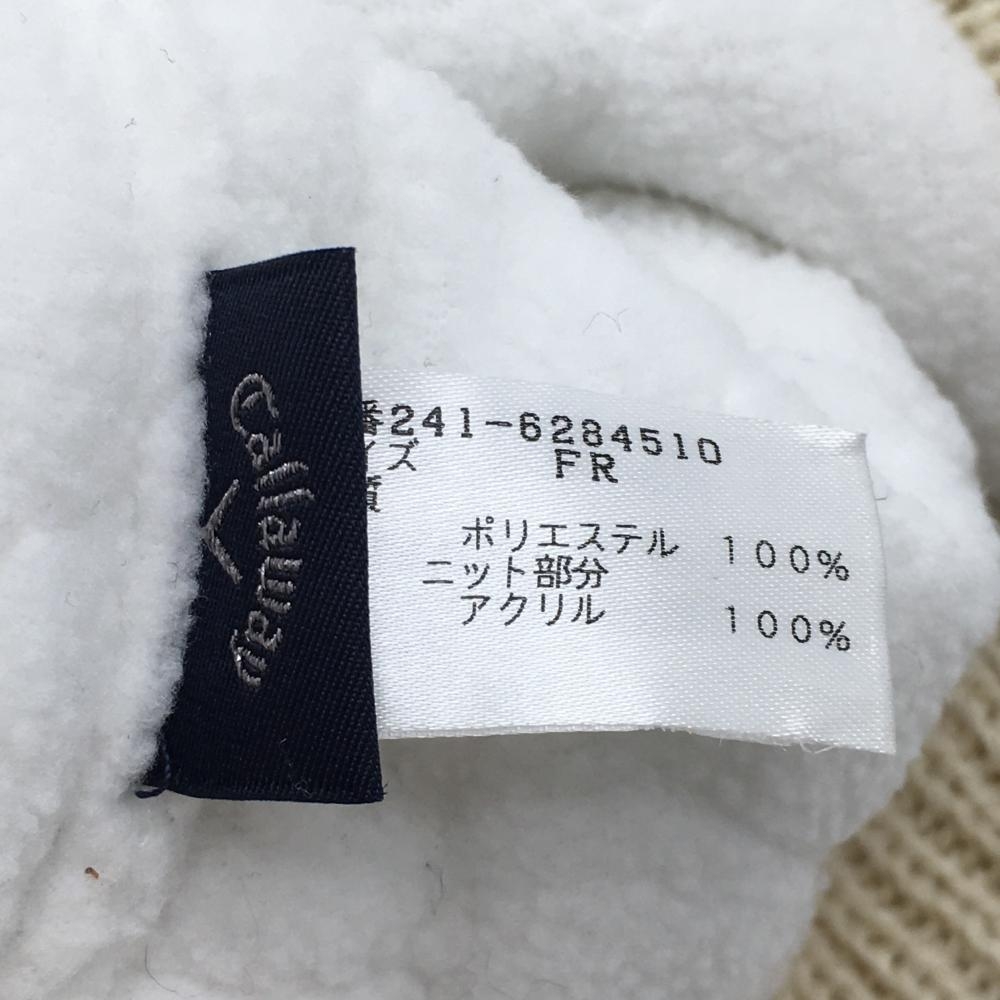 Callaway
番241-6284510
イズ FR
質
ポリエステル 100%
ニット部分
アクリル 100%